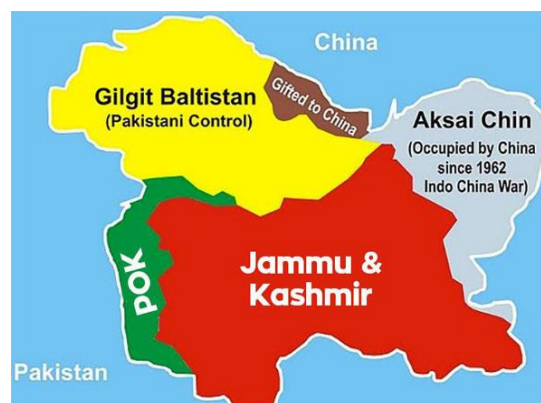 China
Gilgit Baltistan
(Pakistani Control)
Gifted to China
Aksai Chin
(Occupied by China
since 1962
Indo China War)
POK
Jammu &
Kashmir
Pakistan